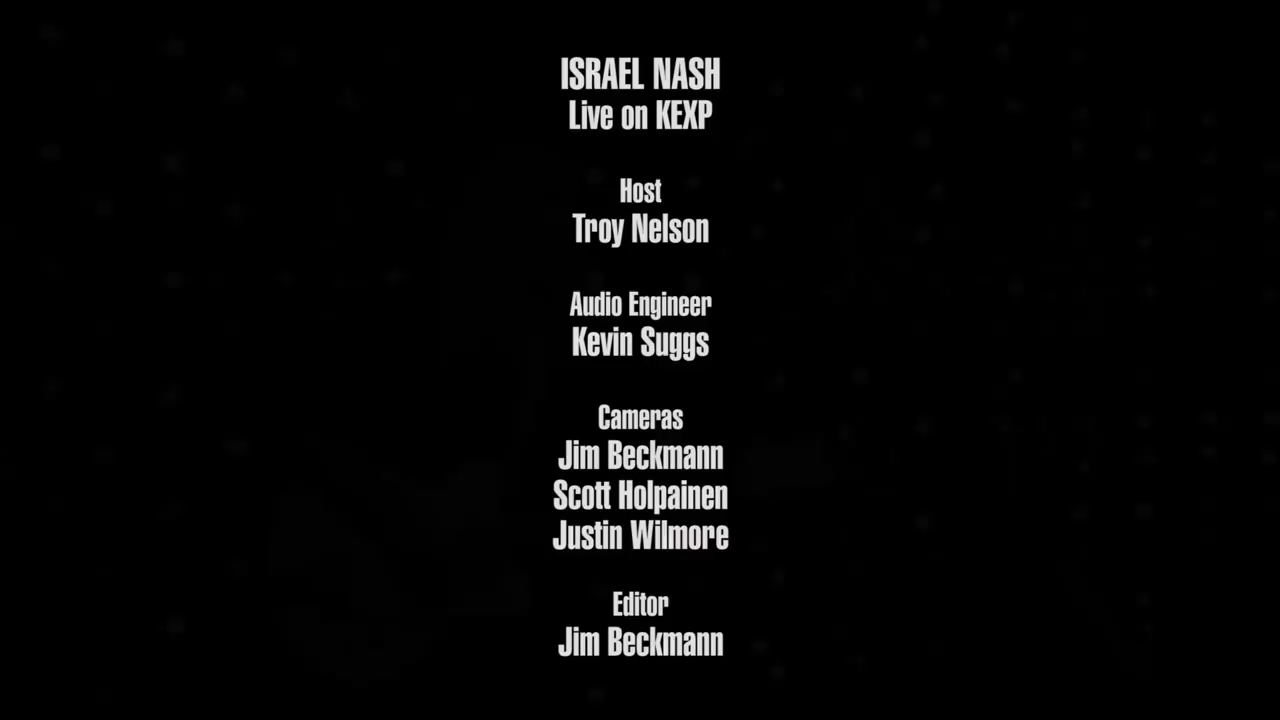 ISRAEL NASH
Live on KEXP
Host
Troy Nelson
Audio Engineer
Kevin Suggs
Cameras
Jim Beckmann
Scott Holpainen
Justin Wilmore
Editor
Jim Beckmann